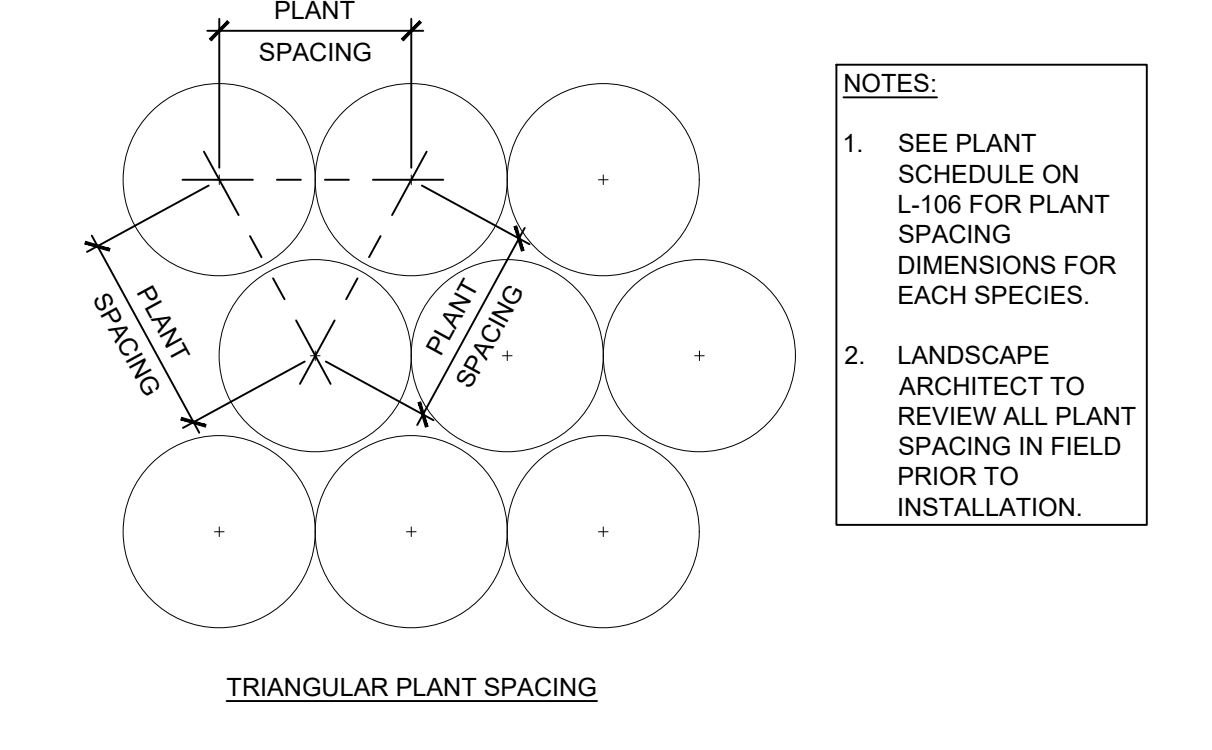 PLANT
SPACING
PLANT
SPACING
PLANT
SPACING
TRIANGULAR PLANT SPACING
NOTES:
1. SEE PLANT
SCHEDULE ON
L-106 FOR PLANT
SPACING
DIMENSIONS FOR
EACH SPECIES.
2. LANDSCAPE
ARCHITECT TO
REVIEW ALL PLANT
SPACING IN FIELD
PRIOR TO
INSTALLATION.